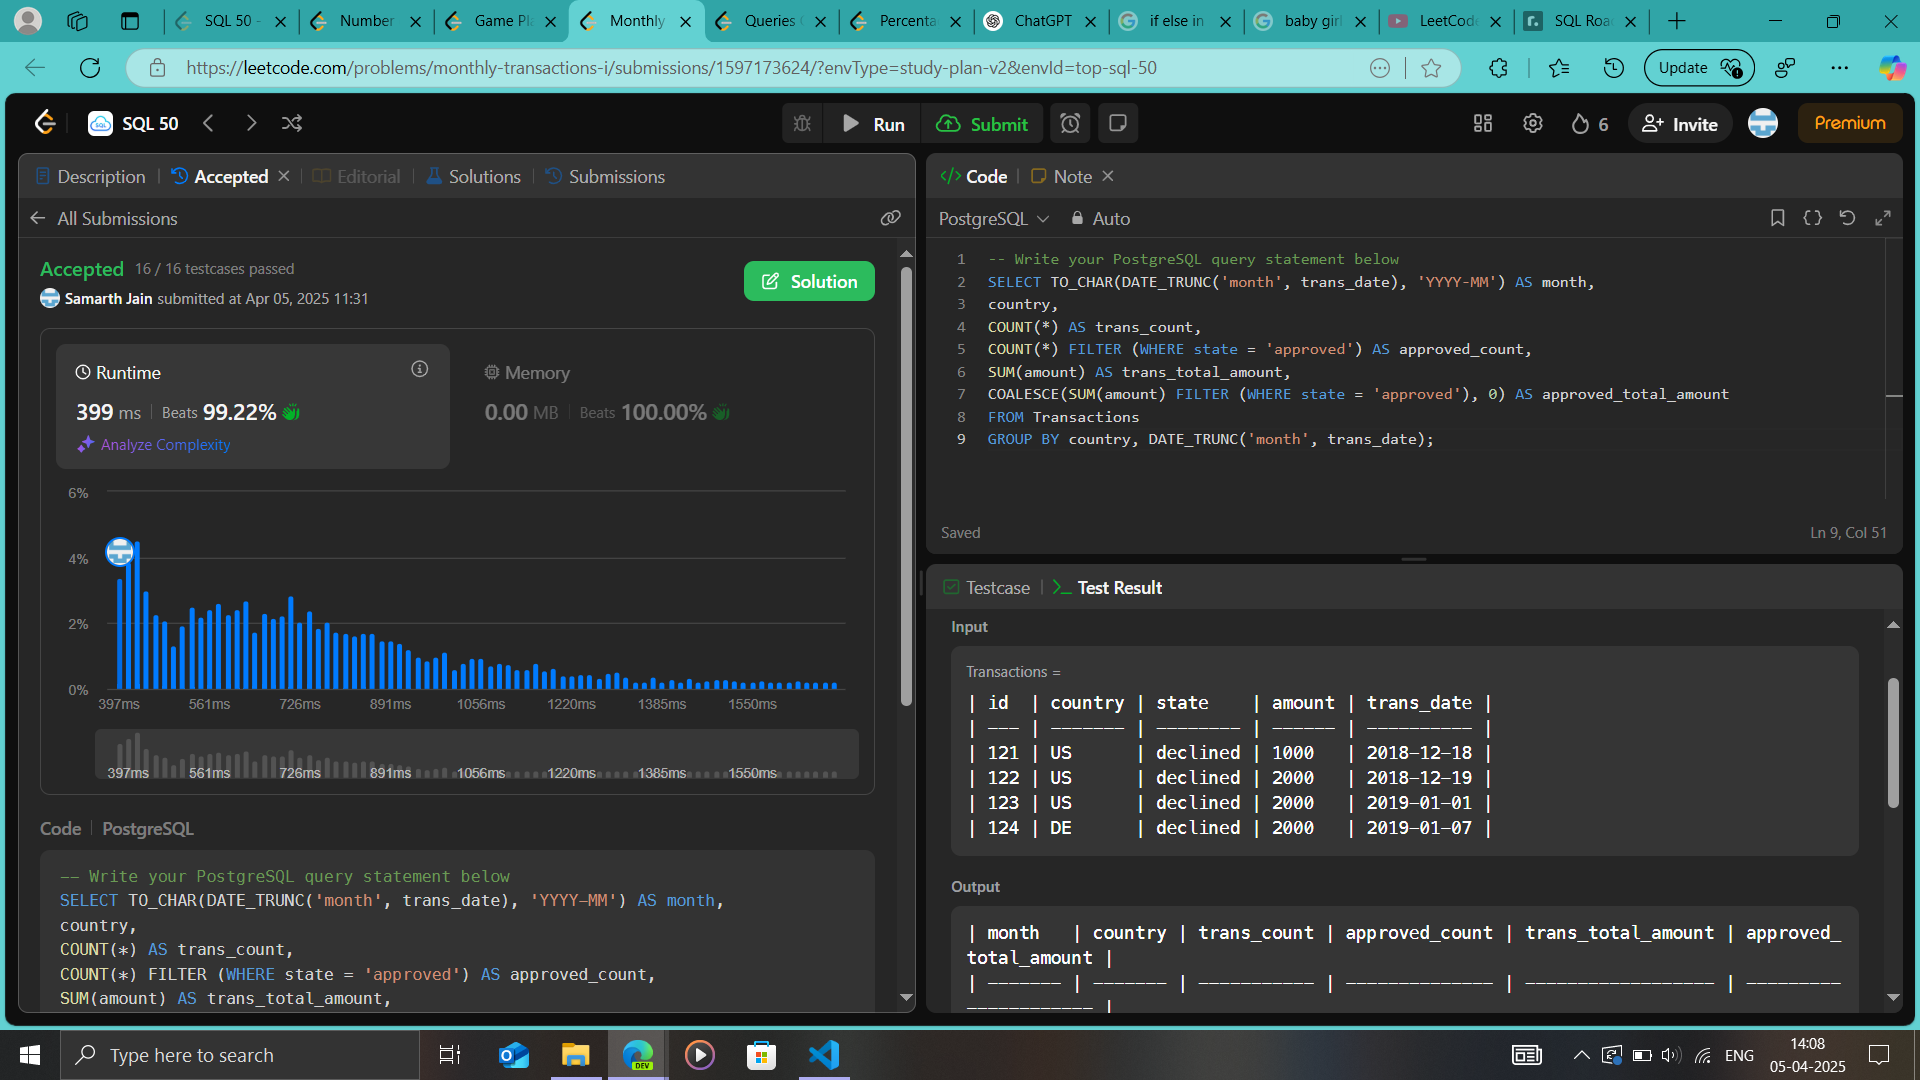 SQL 50 -
Number
Game Pl
Monthly
Queries
Percenta
ChatGPT
if else in
baby girl
LeetCod
SQL Roa
https://leetcode.com/problems/monthly-transactions-i/submissions/1597173624/?envType=study-plan-v2&envId=top-sql-50
Update
SQL 50
Run
Submit
6
Invite
Premium
Description
Accepted
Editorial
Solutions
Submissions
All Submissions
Accepted 16 / 16 testcases passed
Samarth Jain submitted at Apr 05, 2025 11:31
Solution
Runtime
399 ms Beats 99.22%
Analyze Complexity
Memory
0.00 MB Beats 100.00%
6%
4%
2%
0%
397ms 561ms 726ms 891ms 1056ms 1220ms 1385ms 1550ms
397ms 561ms 726ms 891ms 1056ms 1220ms 1385ms 1550ms
Code PostgreSQL
-- Write your PostgreSQL query statement below
SELECT TO_CHAR(DATE_TRUNC('month', trans_date), 'YYYY-MM') AS month,
country,
COUNT(*) AS trans_count,
COUNT(*) FILTER (WHERE state = 'approved') AS approved_count,
SUM(amount) AS trans_total_amount,
Code
Note
PostgreSQL
Auto
1 -- Write your PostgreSQL query statement below
2 SELECT TO_CHAR(DATE_TRUNC('month', trans_date), 'YYYY-MM') AS month,
3 country,
4 COUNT(*) AS trans_count,
5 COUNT(*) FILTER (WHERE state = 'approved') AS approved_count,
6 SUM(amount) AS trans_total_amount,
7 COALESCE(SUM(amount) FILTER (WHERE state = 'approved'), 0) AS approved_total_amount
8 FROM Transactions
9 GROUP BY country, DATE_TRUNC('month', trans_date);
Saved
Ln 9, Col 51
Testcase
Test Result
Input
Transactions =
| id | country | state | amount | trans_date |
| --- | ------- | -------- | ------ | ---------- |
| 121 | US | declined | 1000 | 2018-12-18 |
| 122 | US | declined | 2000 | 2018-12-19 |
| 123 | US | declined | 2000 | 2019-01-01 |
| 124 | DE | declined | 2000 | 2019-01-07 |
Output
| month | country | trans_count | approved_count | trans_total_amount | approved_
total_amount |
| ------- | ------- | ----------- | -------------- | ------------------ | ---------
------------ |
Type here to search
DEV
ENG
14:08
05-04-2025